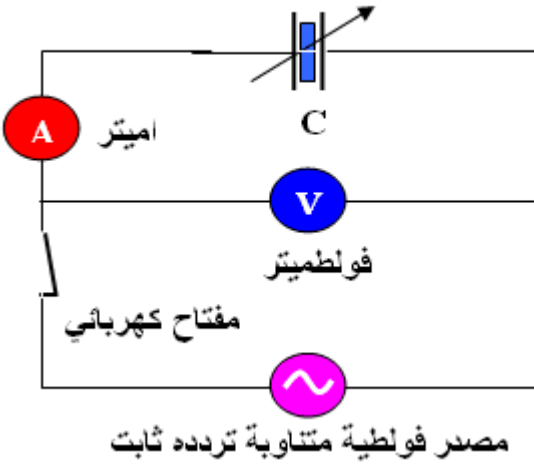 C
A
اميتر
V
فولطميتر
مفتاح كهربائي
مصدر فولطية متناوبة تردده ثابت